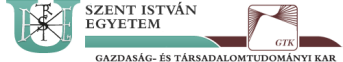 SZENT ISTVÁN
EGYETEM
GTK
GAZDASÁG- ÉS TÁRSADALOMTUDOMÁNYI KAR